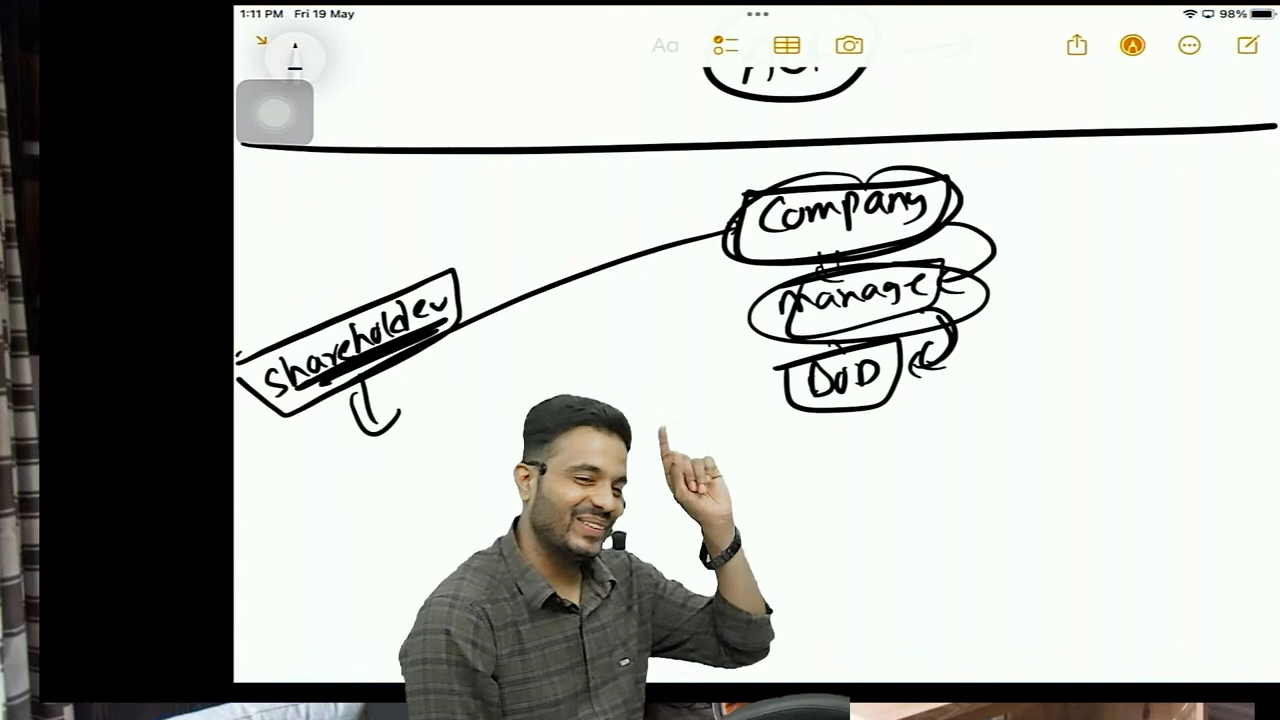 1:11 PM Fri 19 May
98%
Aa
Company
manage
shareholder
BOD